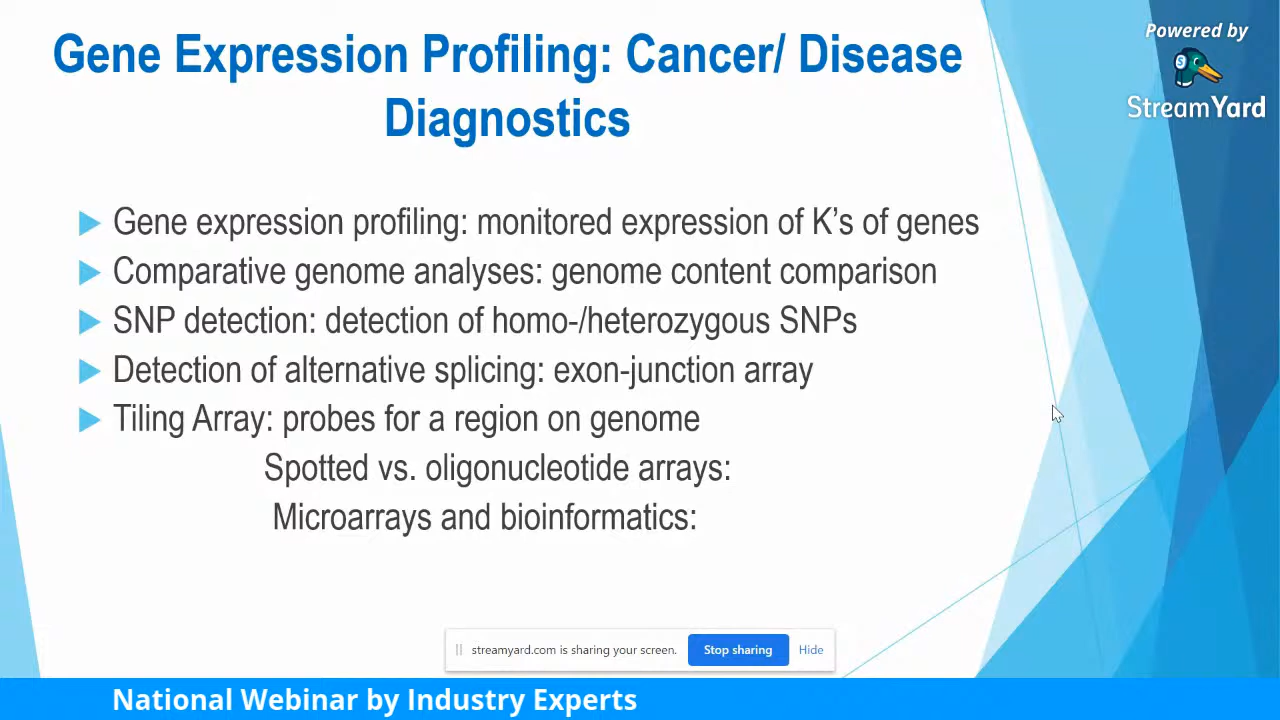 Gene Expression Profiling: Cancer/ Disease
Diagnostics
Powered by
StreamYard
Gene expression profiling: monitored expression of K's of genes
Comparative genome analyses: genome content comparison
SNP detection: detection of homo-/heterozygous SNPs
Detection of alternative splicing: exon-junction array
Tiling Array: probes for a region on genome
Spotted vs. oligonucleotide arrays:
Microarrays and bioinformatics:
streamyard.com is sharing your screen. Stop sharing Hide
National Webinar by Industry Experts